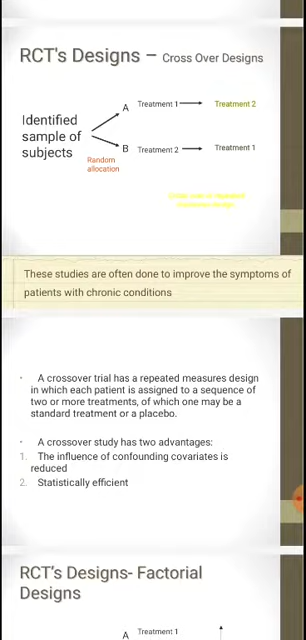 RCT's Designs – Cross Over Designs
A Treatment 1 Treatment 2
Identified
sample of
subjects
B Treatment 2 Treatment 1
Random
allocation
These studies are often done to improve the symptoms of
patients with chronic conditions
• A crossover trial has a repeated measures design
in which each patient is assigned to a sequence of
two or more treatments, of which one may be a
standard treatment or a placebo.
• A crossover study has two advantages:
1. The influence of confounding covariates is
reduced
2. Statistically efficient
RCT's Designs- Factorial
Designs
A Treatment 1